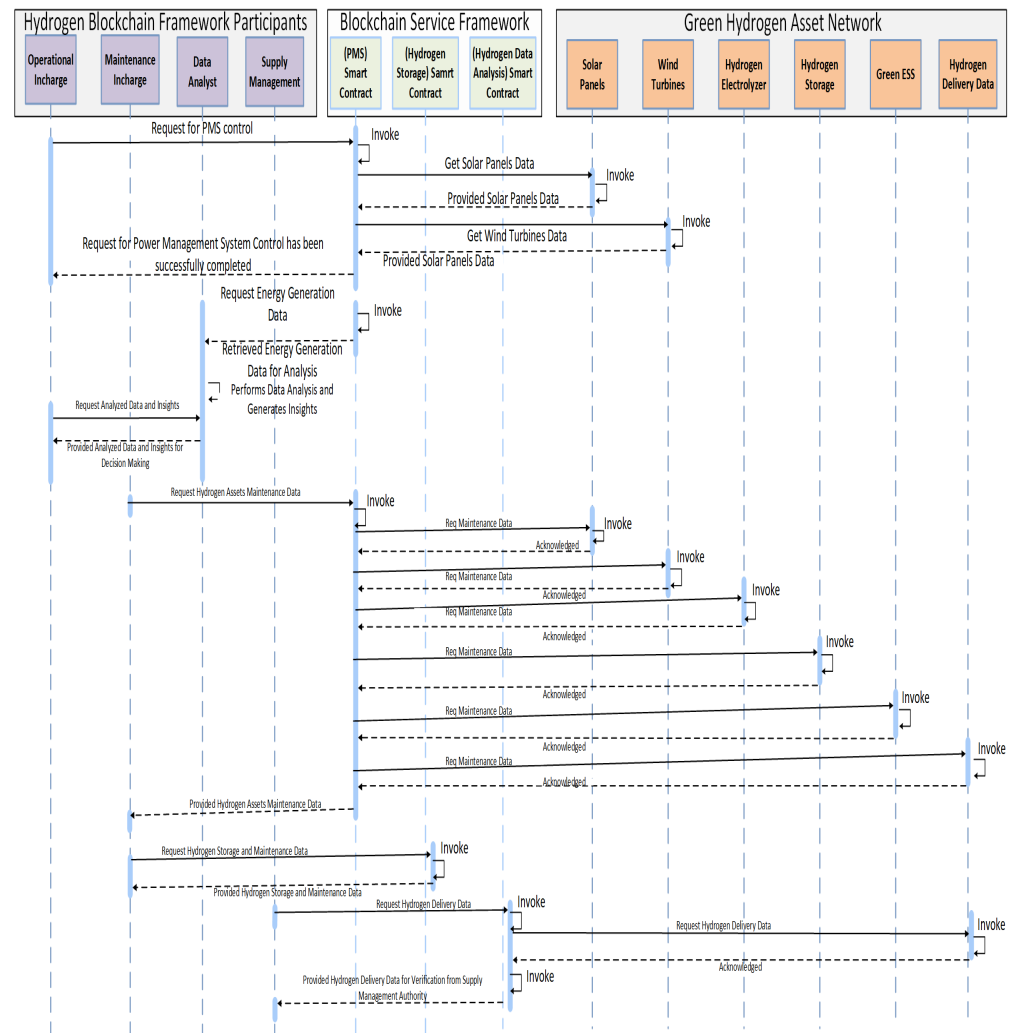 Hydrogen Blockchain Framework Participants
Blockchain Service Framework
Green Hydrogen Asset Network
Operational
Incharge
Maintenance
Incharge
Data
Analyst
Supply
Management
(PMS)
Smart
Contract
(Hydrogen
Storage) Samrt
Contract
(Hydrogen Data
Analysis) Smart
Contract
Solar
Panels
Wind
Turbines
Hydrogen
Electrolyzer
Hydrogen
Storage
Green ESS
Hydrogen
Delivery Data
Request for PMS control
Invoke
Get Solar Panels Data
Invoke
Provided Solar Panels Data
Get Wind Turbines Data
Invoke
Request for Power Management System Control has been
successfully completed
Provided Solar Panels Data
Request Energy Generation
Data
Invoke
Retrieved Energy Generation
Data for Analysis
Performs Data Analysis and
Generates Insights
Request Analyzed Data and Insights
Provided Analyzed Data and Insights for
Decision Making
Request Hydrogen Assets Maintenance Data
Invoke
Req Maintenance Data
Invoke
Acknowledged
Req Maintenance Data
Invoke
Acknowledged
Req Maintenance Data
Invoke
Acknowledged
Req Maintenance Data
Invoke
Acknowledged
Req Maintenance Data
Invoke
Acknowledged
Req Maintenance Data
Invoke
Acknowledged
Provided Hydrogen Assets Maintenance Data
Request Hydrogen Storage and Maintenance Data
Invoke
Provided Hydrogen Storage and Maintenance Data
Request Hydrogen Delivery Data
Invoke
Request Hydrogen Delivery Data
Invoke
Acknowledged
Invoke
Provided Hydrogen Delivery Data for Verification from Supply
Management Authority